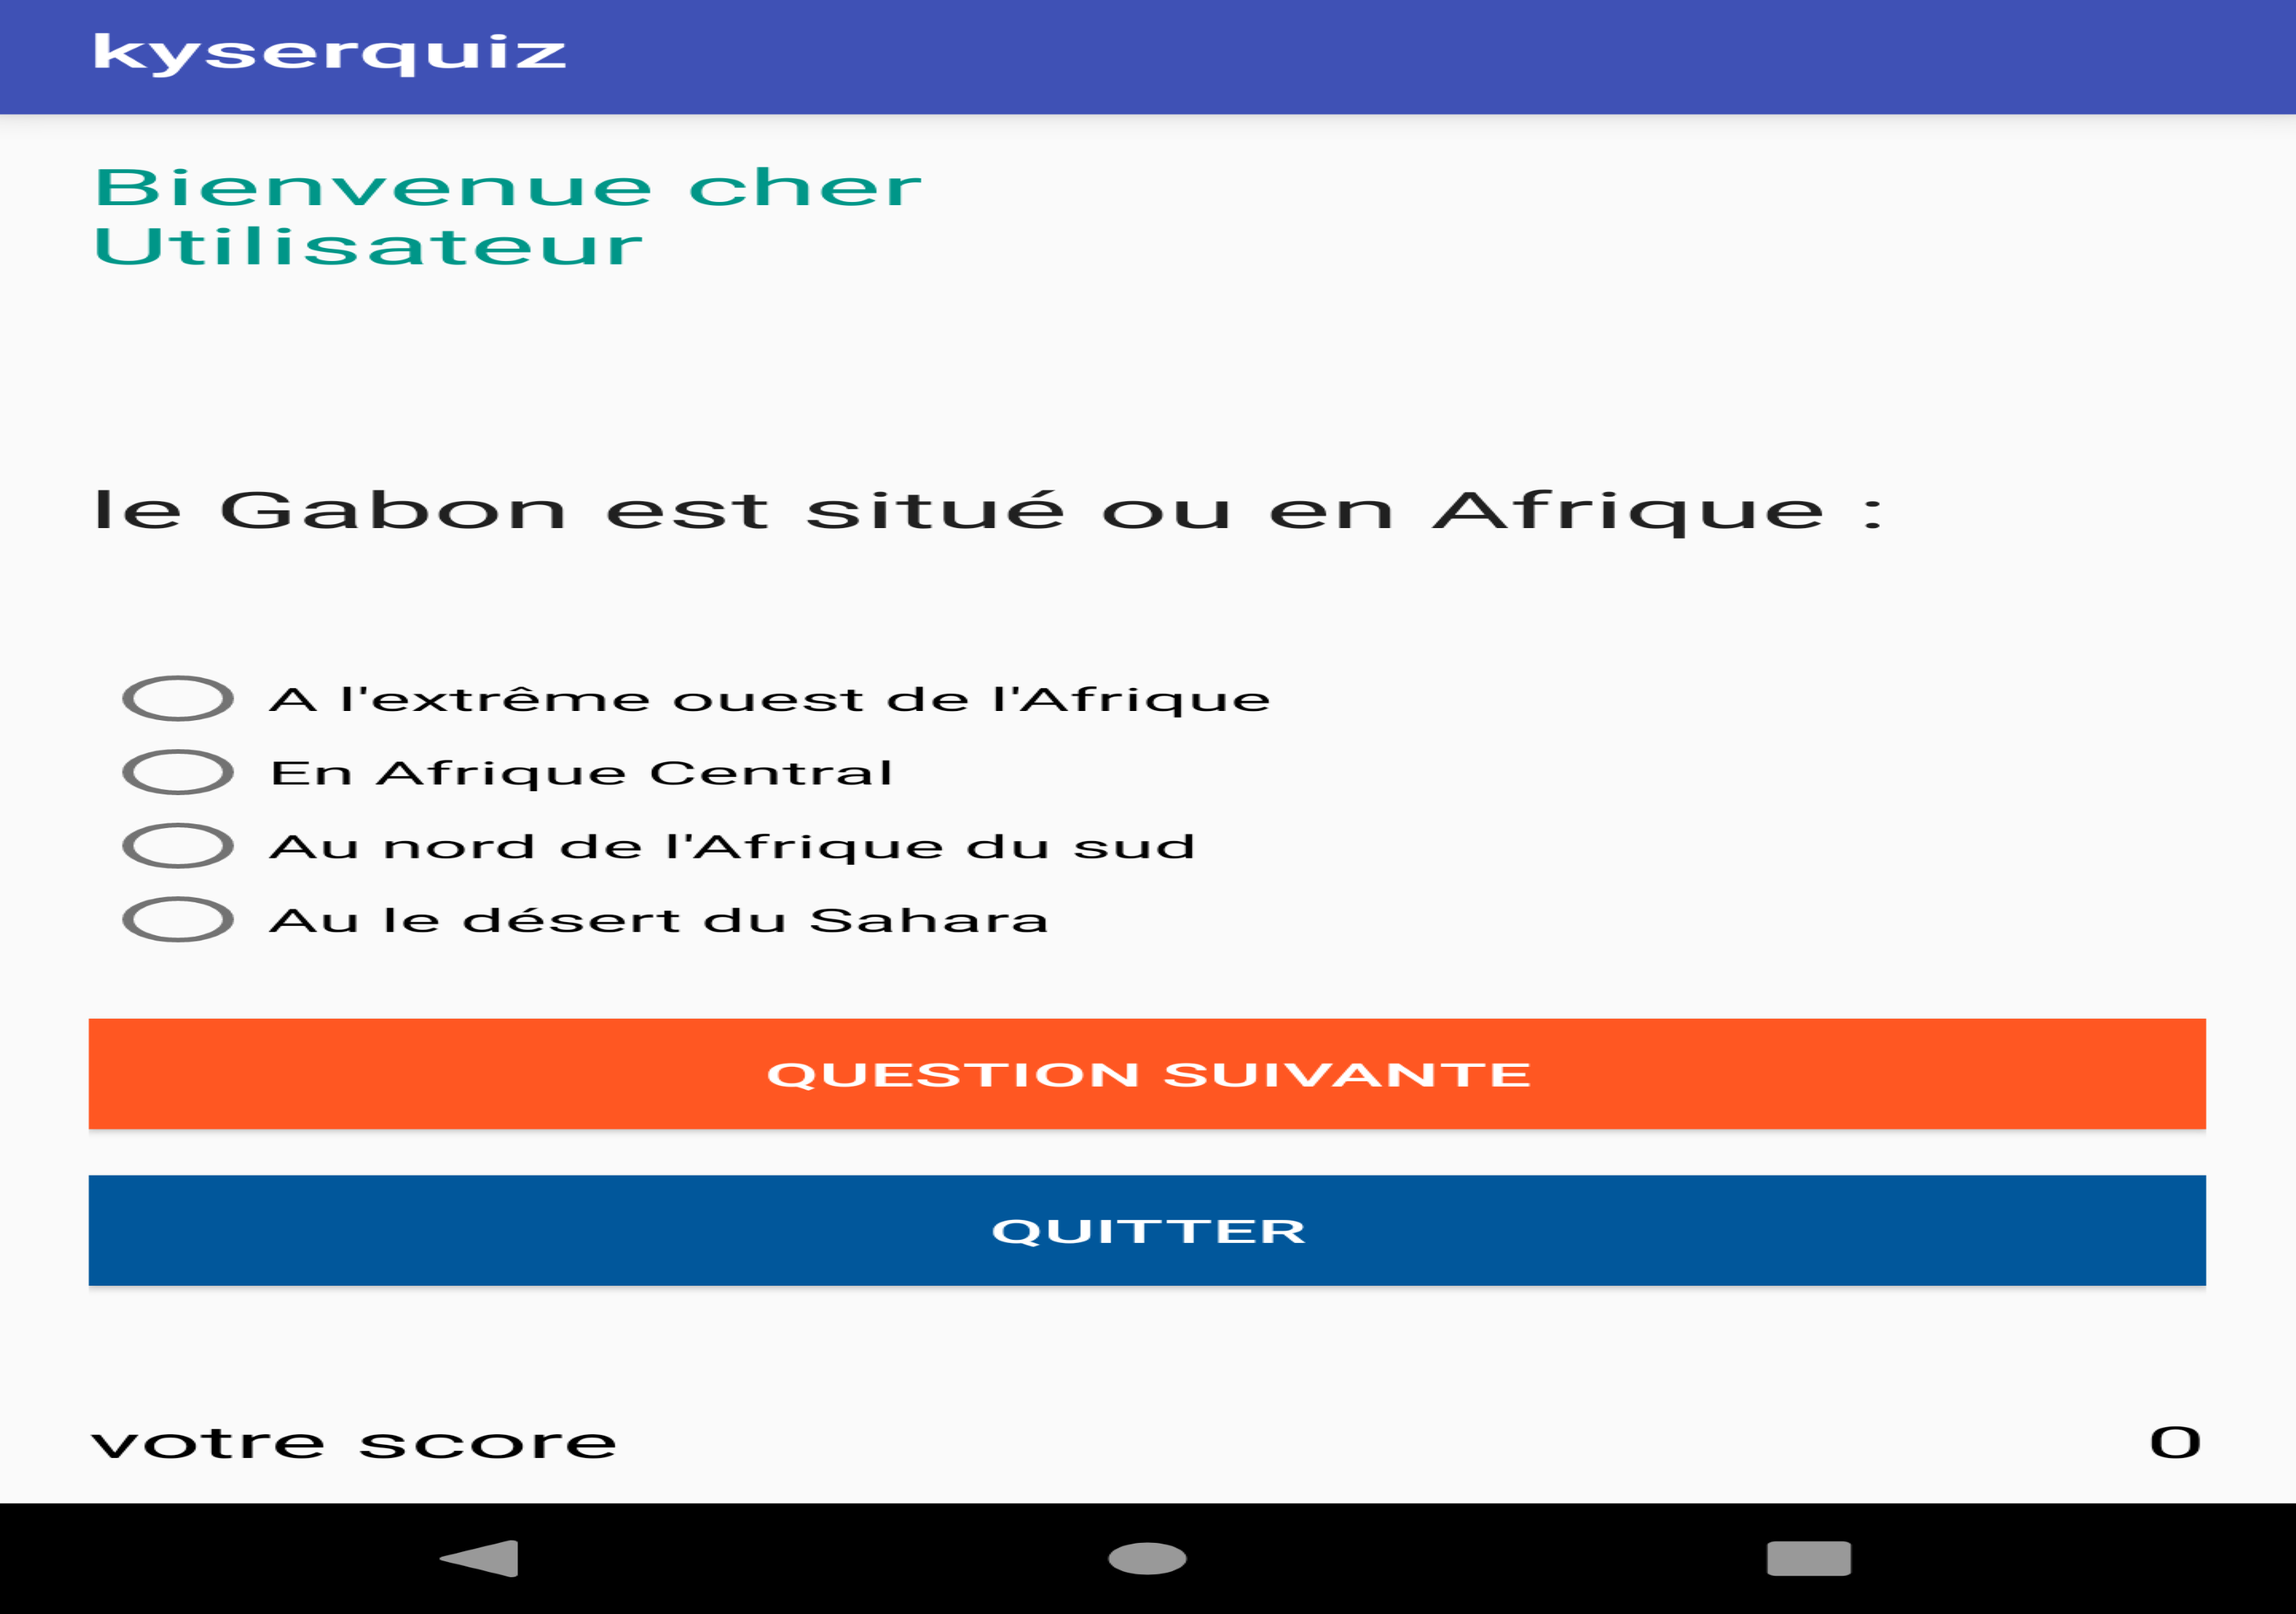 kyserquiz
Bienvenue cher
Utilisateur
le Gabon est situé ou en Afrique :
A l'extrême ouest de l'Afrique
En Afrique Central
Au nord de l'Afrique du sud
Au le désert du Sahara
QUESTION SUIVANTE
QUITTER
votre score 0